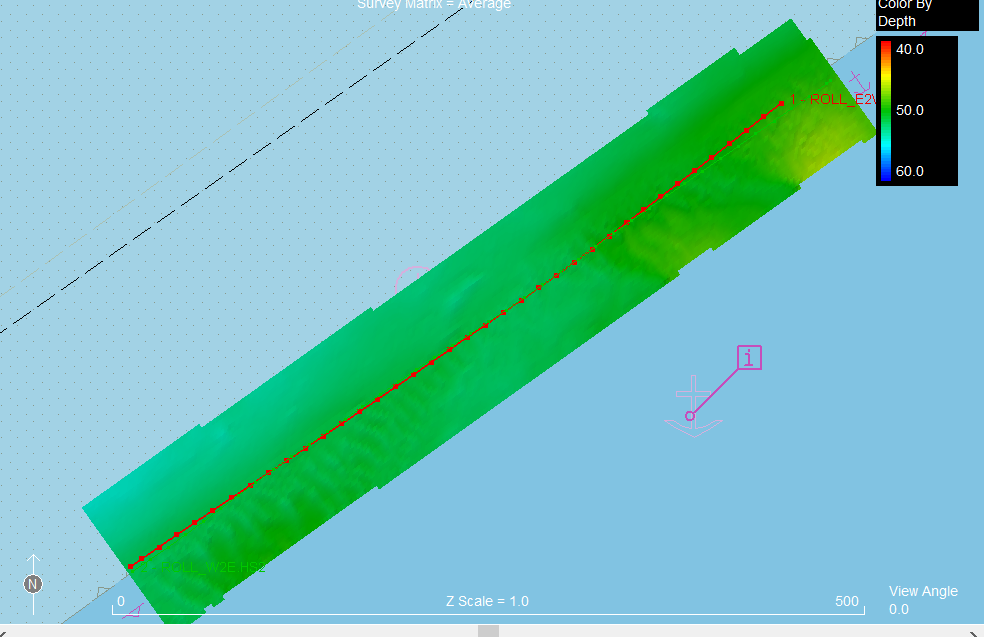 Survey Matrix = Average
Color By
Depth
40.0
1 - ROLL_E2W
50.0
60.0
i
ROLL_W2E HS2
N
0
Z Scale = 1.0
500
View Angle
0.0